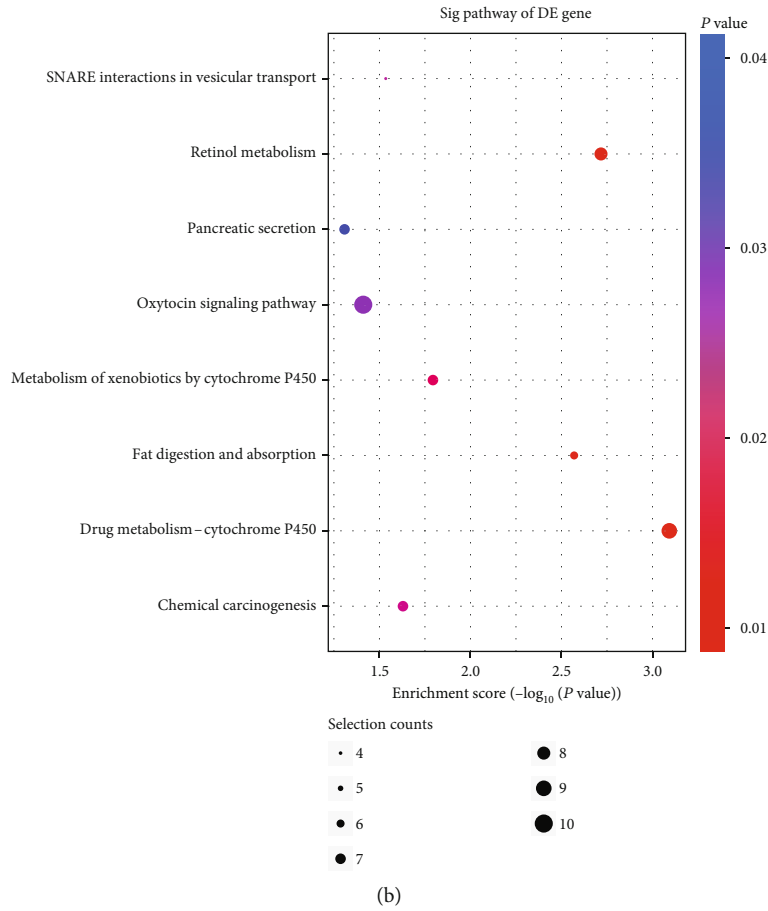 Sig pathway of DE gene
P value
SNARE interactions in vesicular transport
Retinol metabolism
Pancreatic secretion
Oxytocin signaling pathway
Metabolism of xenobiotics by cytochrome P450
Fat digestion and absorption
Drug metabolism–cytochrome P450
Chemical carcinogenesis
0.04
0.03
0.02
0.01
1.5 2.0 2.5 3.0
Enrichment score (–log10 (P value))
Selection counts
4 8
5 9
6 10
7
(b)